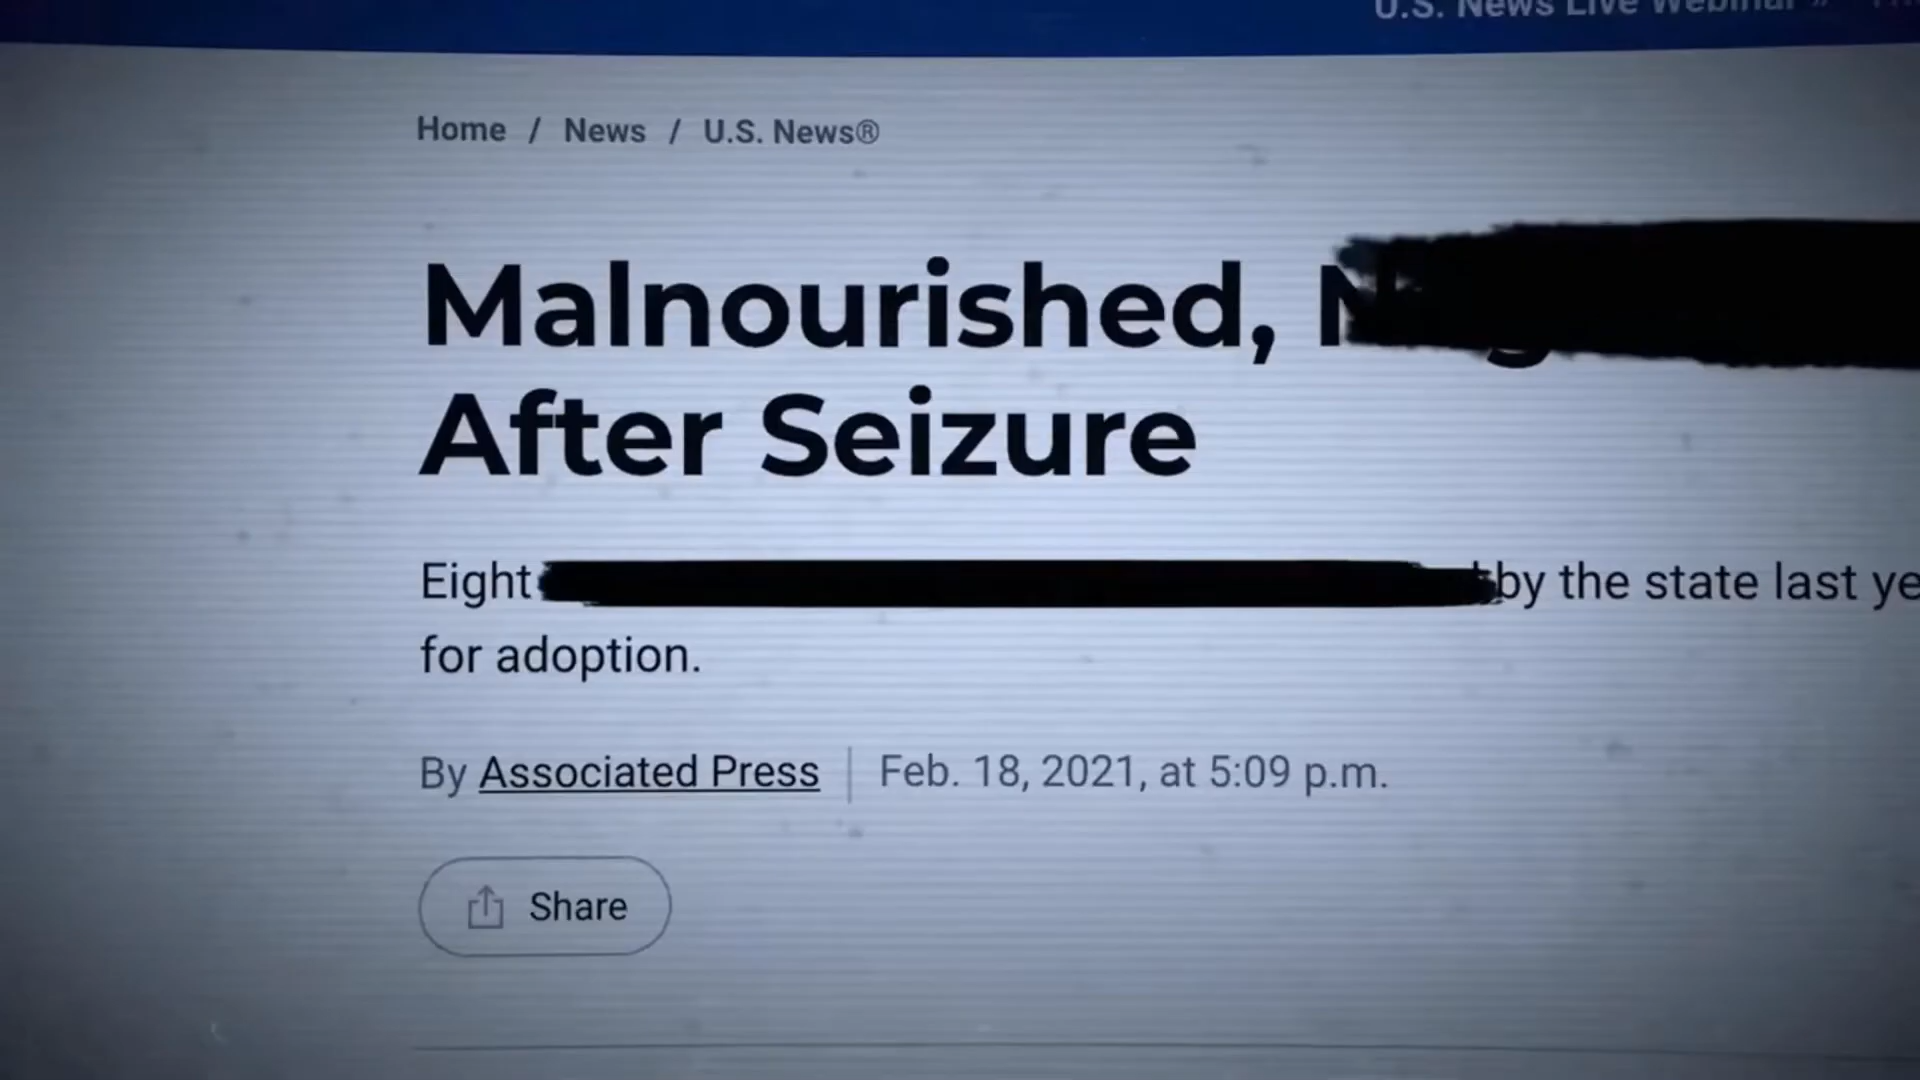 U.S. News Live Webinar »
Home / News / U.S. News®
Malnourished,
After Seizure
Eight by the state last
for adoption.
By Associated Press | Feb. 18, 2021, at 5:09 p.m.
Share